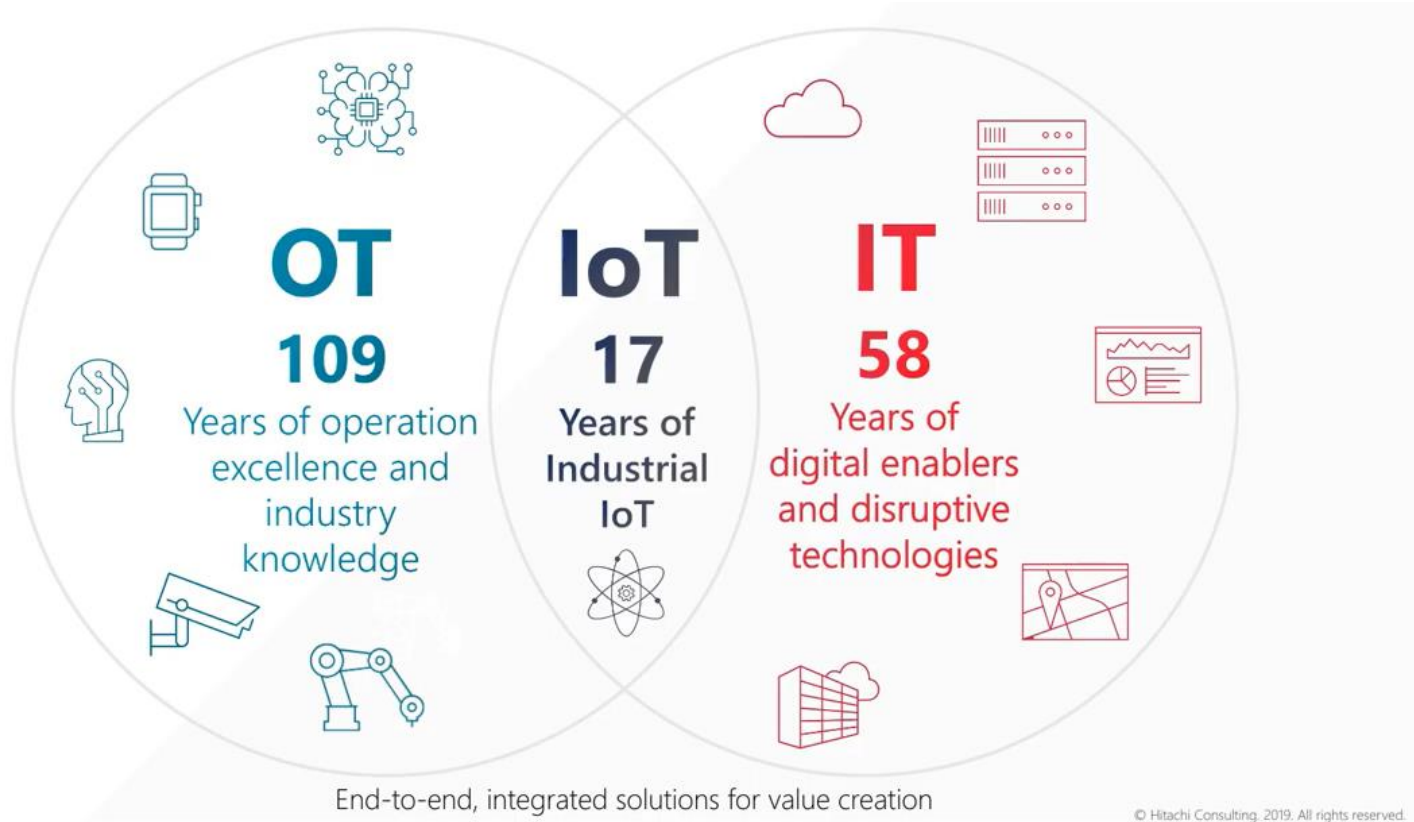 OT
109
Years of operation
excellence and
industry
knowledge
IoT
17
Years of
Industrial
IoT
IT
58
Years of
digital enablers
and disruptive
technologies
End-to-end, integrated solutions for value creation
© Hitachi Consulting. 2019. All rights reserved.